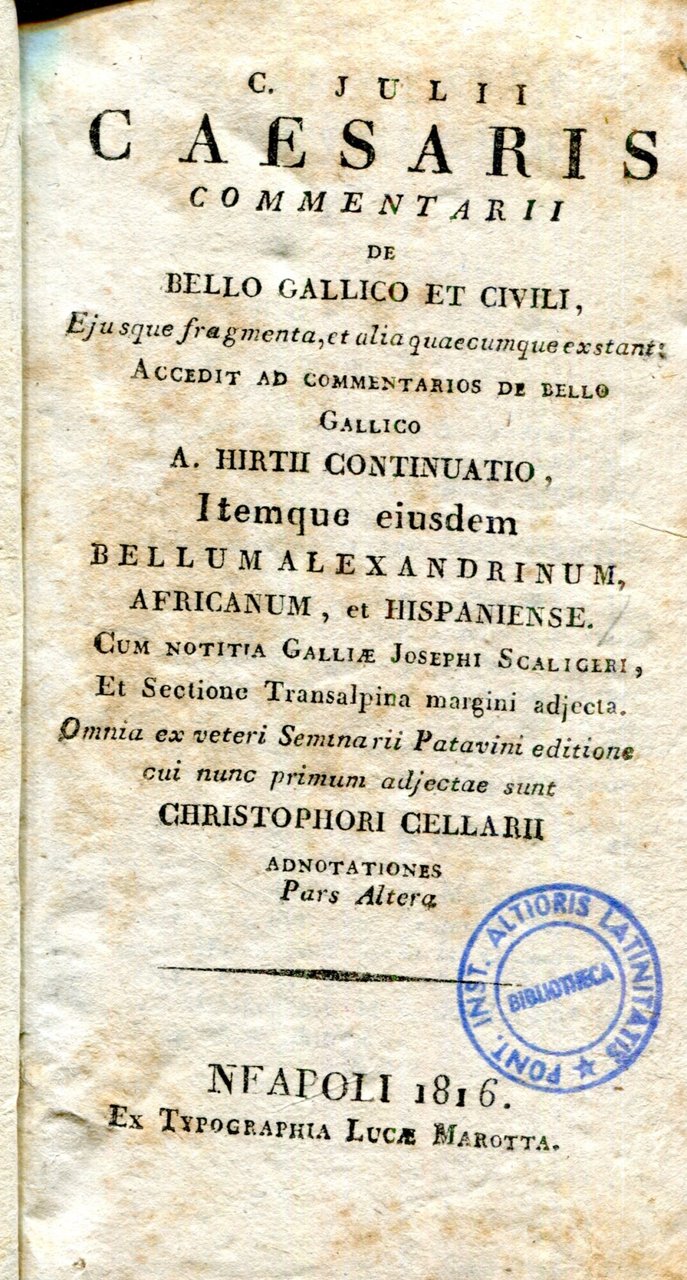 C. JULII
CAESARIS
COMMENTARII
DE
BELLO GALLICO ET CIVILI,
Ejusque fragmenta, et alia quaecumque exstant:
ACCEDIT AD COMMENTARIOS DE BELLO
GALLICO
A. HIRTII CONTINUATIO,
Itemque eiusdem
BELLUM ALEXANDRINUM,
AFRICANUM, et HISPANIENSE.
CUM NOTITIA GALLIÆ JOSEPHI SCALIGERI,
Et Sectione Transalpina margini adjecta.
Omnia ex veteri Seminarii Patavini editione
cui nunc primum adjectae sunt
CHRISTOPHORI CELLARII
ADNOTATIONES
Pars Altera
PONT. INST. ALTIORIS LATINITATIS
BIBLIOTHECA
NEAPOLI 1816.
EX TYPOGRAPHIA LUCÆ MAROTTA.